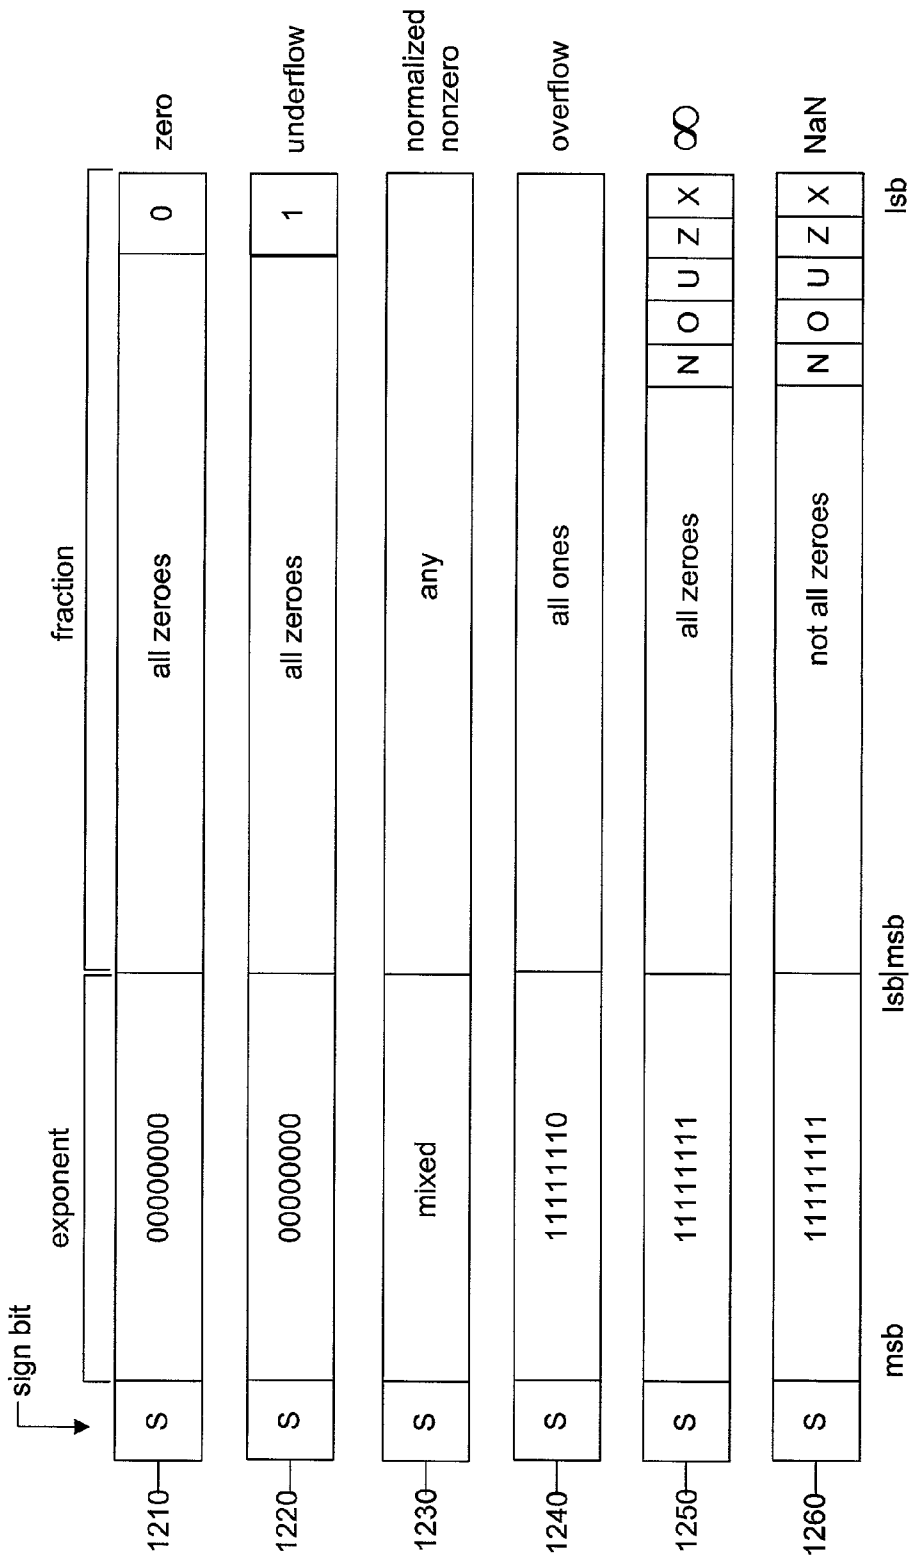 sign bit
exponent
fraction
1210 S 00000000 all zeroes 0 zero
1220 S 00000000 all zeroes 1 underflow
1230 S mixed any normalized nonzero
1240 S 11111110 all ones overflow
1250 S 11111111 all zeroes N O U Z X ∞
1260 S 11111111 not all zeroes N O U Z X NaN
msb lsb|msb lsb